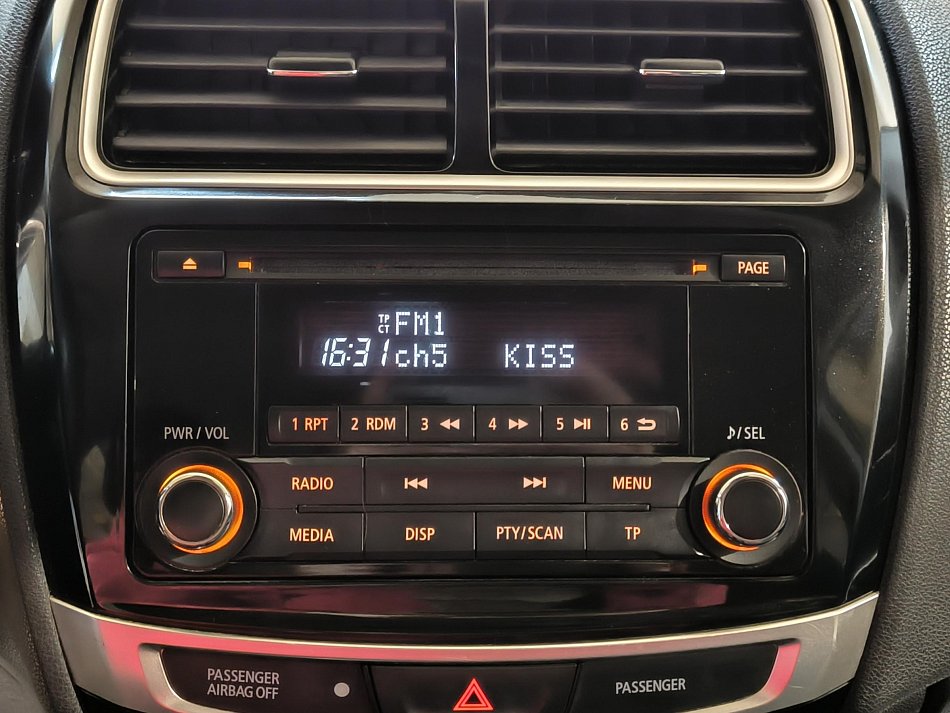 PAGE
TP FM1
CT
16:31 ch5 KISS
1 RPT 2 RDM 3 4 5 6
PWR / VOL
♪/SEL
RADIO MENU
MEDIA DISP PTY/SCAN TP
PASSENGER
AIRBAG OFF
PASSENGER